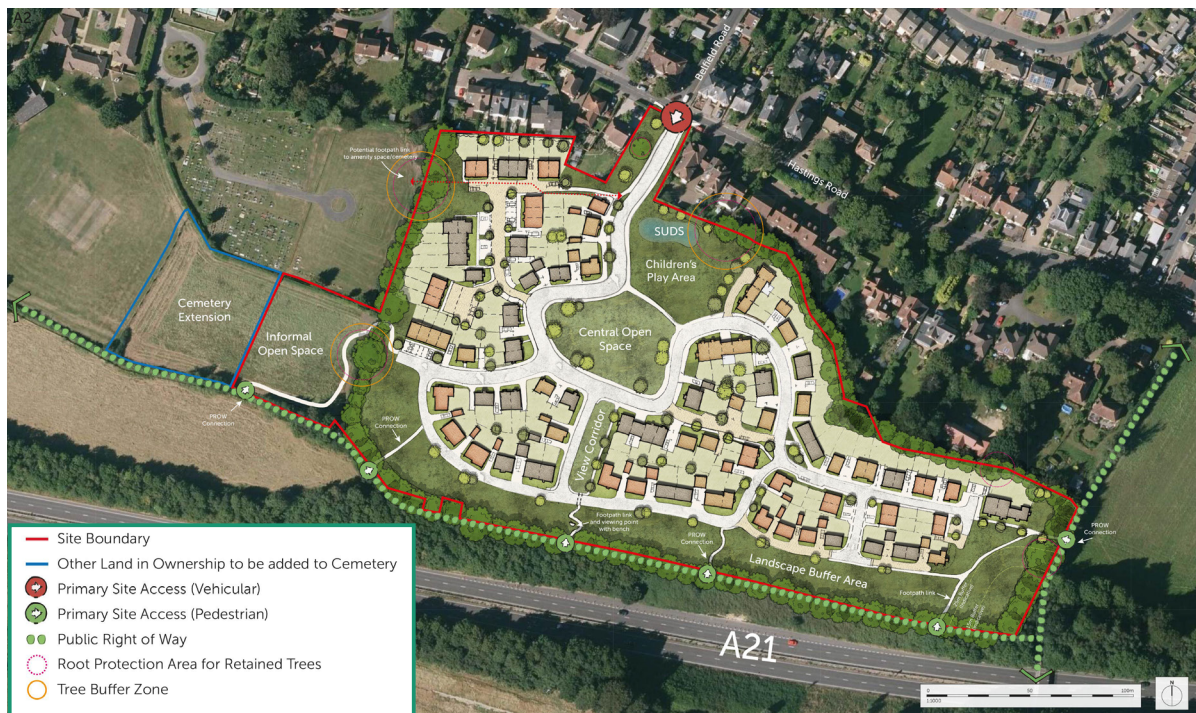 A2
Belfield Road
Potential footpath link
to amenity space/cemetery
Hastings Road
SUDS
Children's
Play Area
Cemetery
Extension
Informal
Open Space
Central Open
Space
PROW
Connection
PROW
Connection
View Corridor
Footpath link
and viewing point
with bench
PROW
Connection
PROW
Connection
Landscape Buffer Area
Footpath link
A21
Site Boundary
Other Land in Ownership to be added to Cemetery
Primary Site Access (Vehicular)
Primary Site Access (Pedestrian)
Public Right of Way
Root Protection Area for Retained Trees
Tree Buffer Zone
0 50 100m
1:1000
N